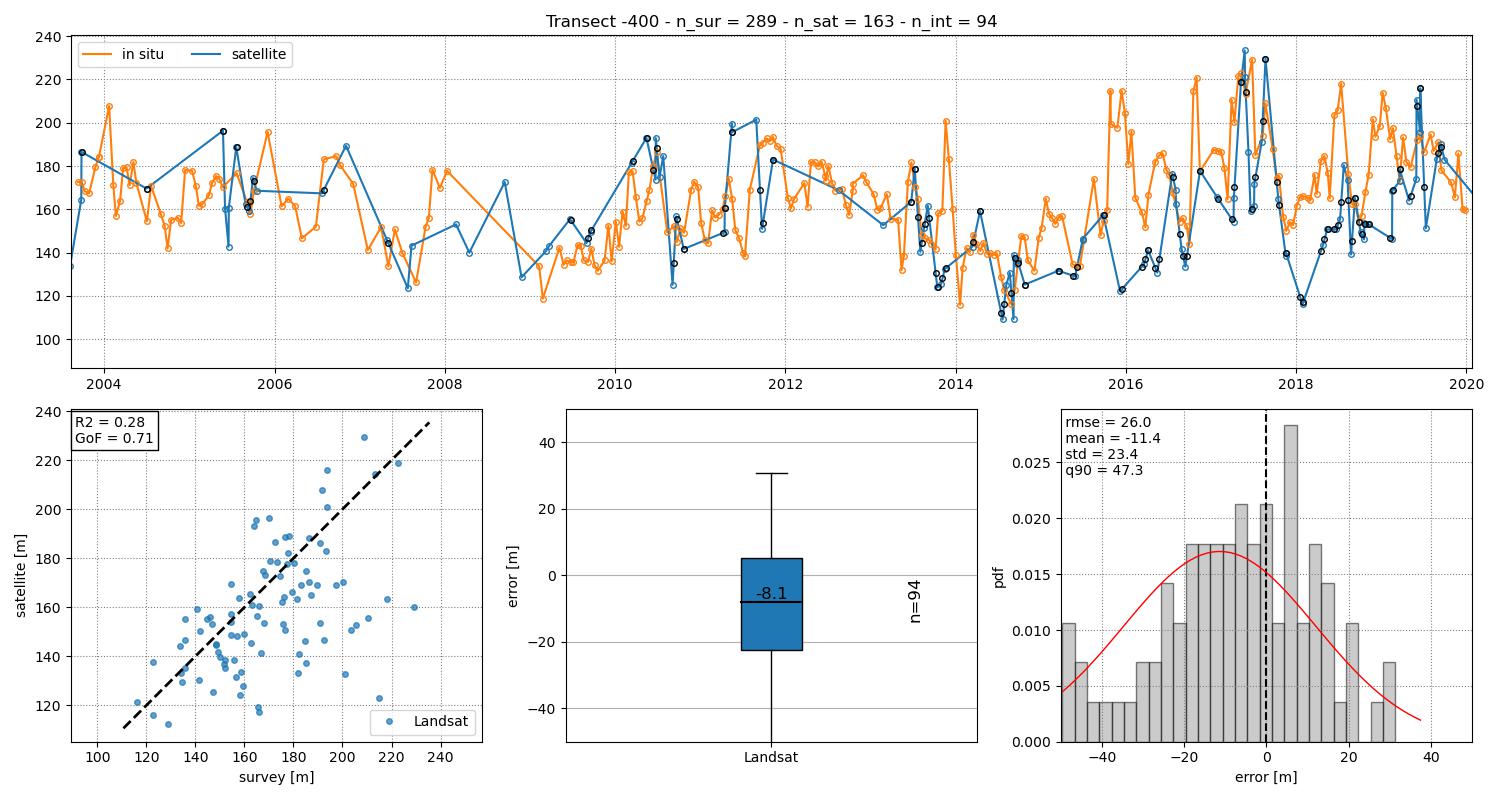 Transect -400 - n_sur = 289 - n_sat = 163 - n_int = 94
240
220
200
180
160
140
120
100
in situ
satellite
2004 2006 2008 2010 2012 2014 2016 2018 2020
R2 = 0.28
GoF = 0.71
240
220
200
180
160
140
120
satellite [m]
Landsat
100 120 140 160 180 200 220 240
survey [m]
40
20
0
−20
−40
error [m]
-8.1
n=94
Landsat
rmse = 26.0
mean = -11.4
std = 23.4
q90 = 47.3
0.025
0.020
0.015
0.010
0.005
0.000
pdf
−40 −20 0 20 40
error [m]